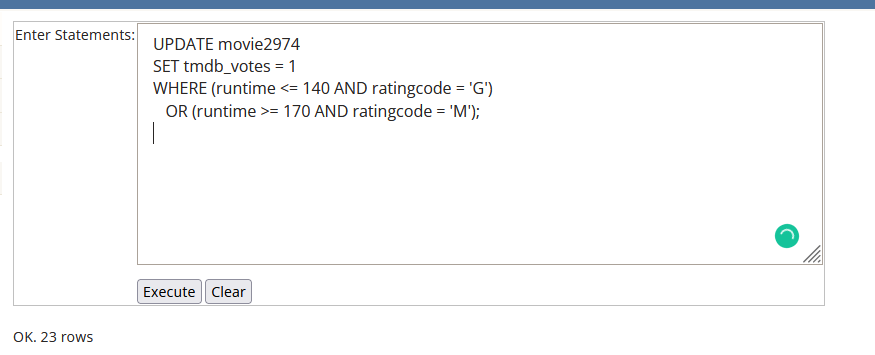 Enter Statements:
UPDATE movie2974
SET tmdb_votes = 1
WHERE (runtime <= 140 AND ratingcode = 'G')
OR (runtime >= 170 AND ratingcode = 'M');
Execute Clear
OK. 23 rows